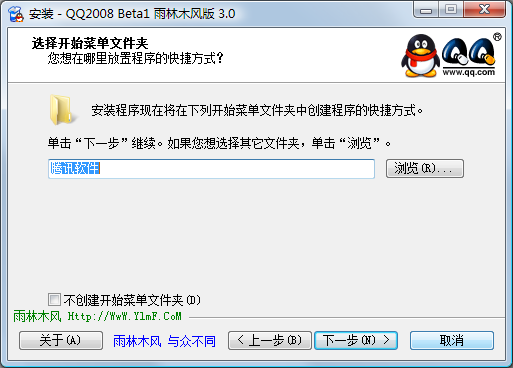 安装 - QQ2008 Beta1 雨林木风版 3.0
选择开始菜单文件夹
您想在哪里放置程序的快捷方式?
www.qq.com
安装程序现在将在下列开始菜单文件夹中创建程序的快捷方式。
单击“下一步”继续。如果您想选择其它文件夹，单击“浏览”。
腾讯软件
浏览(R)...
不创建开始菜单文件夹(D)
雨林木风 Http://WwW.YlmF.CoM
关于(A)
雨林木风 与众不同
< 上一步(B)
下一步(N) >
取消